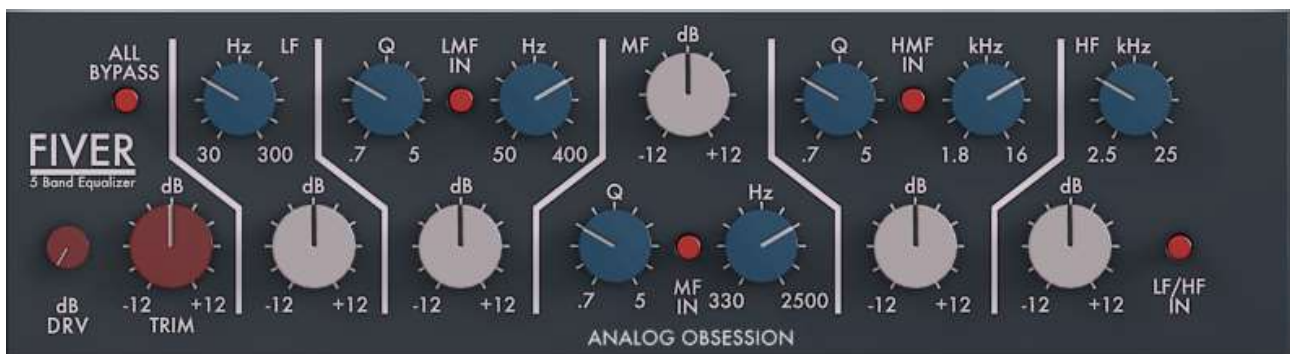 ALL
BYPASS
Hz
LF
30
300
Q
LMF
IN
Hz
.7
5
50
400
MF
dB
-12
+12
Q
HMF
IN
kHz
.7
5
1.8
16
HF
kHz
2.5
25
FIVER
5 Band Equalizer
dB
DRV
dB
-12
+12
TRIM
dB
-12
+12
dB
-12
+12
Q
.7
5
MF
IN
Hz
330
2500
dB
-12
+12
dB
-12
+12
LF/HF
IN
ANALOG OBSESSION